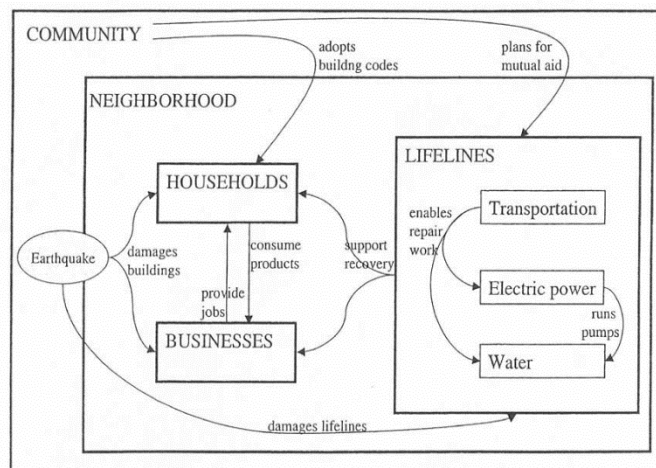 COMMUNITY
adopts
buildng codes
plans for
mutual aid
NEIGHBORHOOD
LIFELINES
HOUSEHOLDS
Transportation
enables
repair
work
Earthquake
damages
buildings
consume
products
support
recovery
provide
jobs
Electric power
runs
pumps
BUSINESSES
Water
damages lifelines